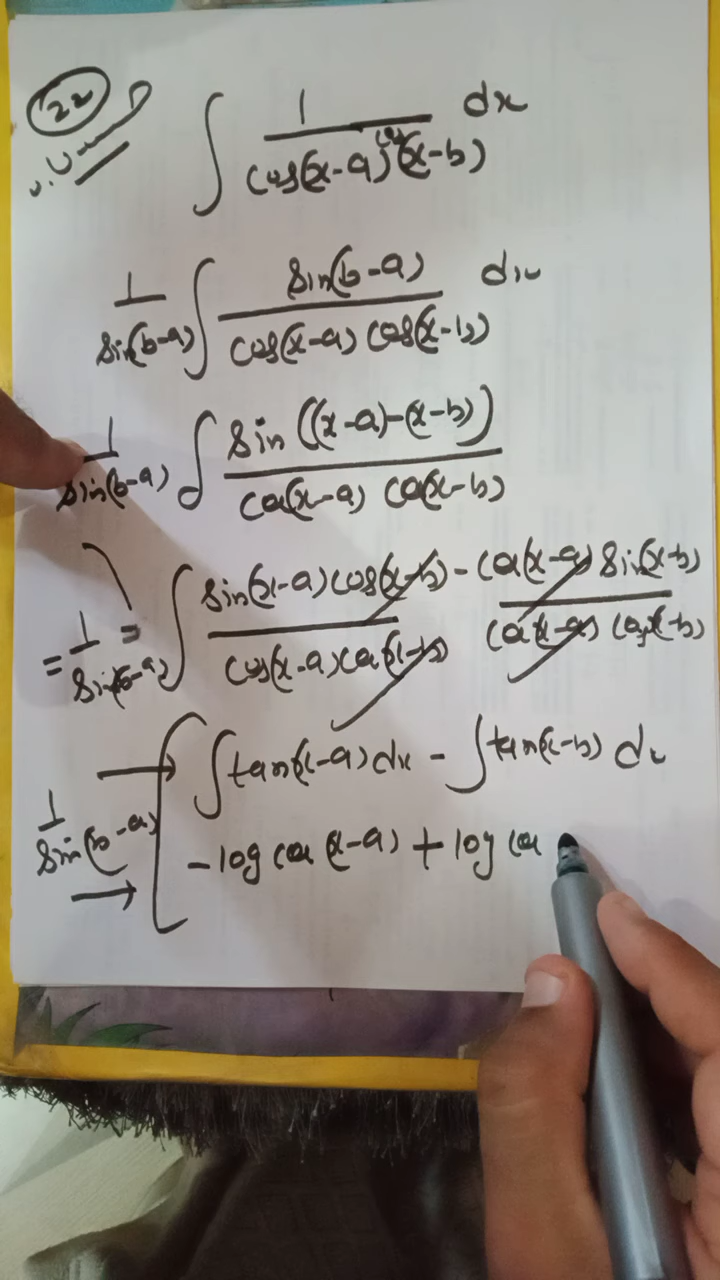 22
∫ 1 / cos(x-a) cos(x-b) dx
1 / sin(b-a) ∫ sin(b-a) / cos(x-a) cos(x-b) dx
1 / sin(b-a) ∫ sin((x-a)-(x-b)) / cos(x-a) cos(x-b)
= 1 / sin(b-a) = ∫ sin(x-a) cos(x-b) / cos(x-a) cos(x-b) - cos(x-a) sin(x-b) / cos(x-a) cos(x-b)
1 / sin(b-a) → [ ∫ tan(x-a) dx - ∫ tan(x-b) dx
→ - log cos (x-a) + log cos